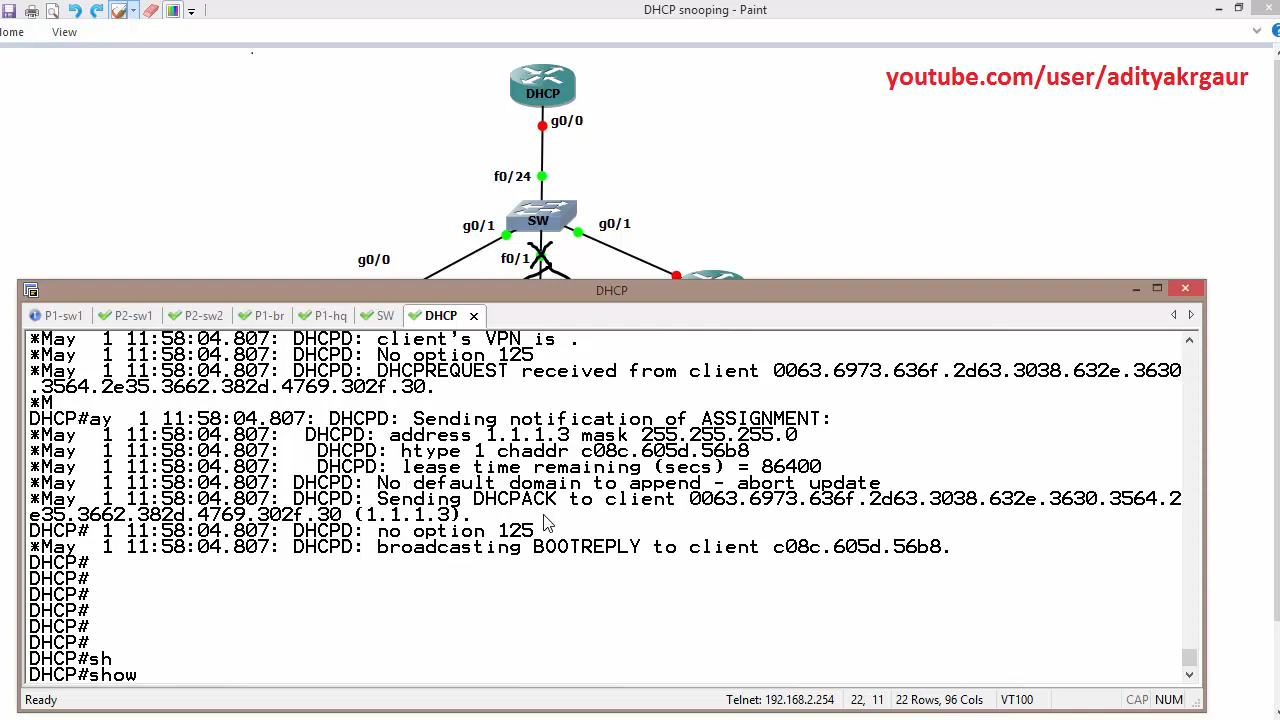 DHCP snooping - Paint
ome View
youtube.com/user/adityakrgaur
DHCP
g0/0
f0/24
SW
g0/1
g0/1
g0/0
f0/1
DHCP
P1-sw1 P2-sw1 P2-sw2 P1-br P1-hq SW DHCP
*May  1 11:58:04.807: DHCPD: client's VPN is .
*May  1 11:58:04.807: DHCPD: No option 125
*May  1 11:58:04.807: DHCPD: DHCPREQUEST received from client 0063.6973.636f.2d63.3038.632e.3630
.3564.2e35.3662.382d.4769.302f.30.
*M
DHCP#ay  1 11:58:04.807: DHCPD: Sending notification of ASSIGNMENT:
*May  1 11:58:04.807:  DHCPD: address 1.1.1.3 mask 255.255.255.0
*May  1 11:58:04.807:   DHCPD: htype 1 chaddr c08c.605d.56b8
*May  1 11:58:04.807:   DHCPD: lease time remaining (secs) = 86400
*May  1 11:58:04.807: DHCPD: No default domain to append - abort update
*May  1 11:58:04.807: DHCPD: Sending DHCPACK to client 0063.6973.636f.2d63.3038.632e.3630.3564.2
e35.3662.382d.4769.302f.30 (1.1.1.3).
DHCP# 1 11:58:04.807: DHCPD: no option 125
*May  1 11:58:04.807: DHCPD: broadcasting BOOTREPLY to client c08c.605d.56b8.
DHCP#
DHCP#
DHCP#
DHCP#
DHCP#
DHCP#
DHCP#sh
DHCP#show
Ready Telnet: 192.168.2.254 22, 11 22 Rows, 96 Cols VT100 CAP NUM